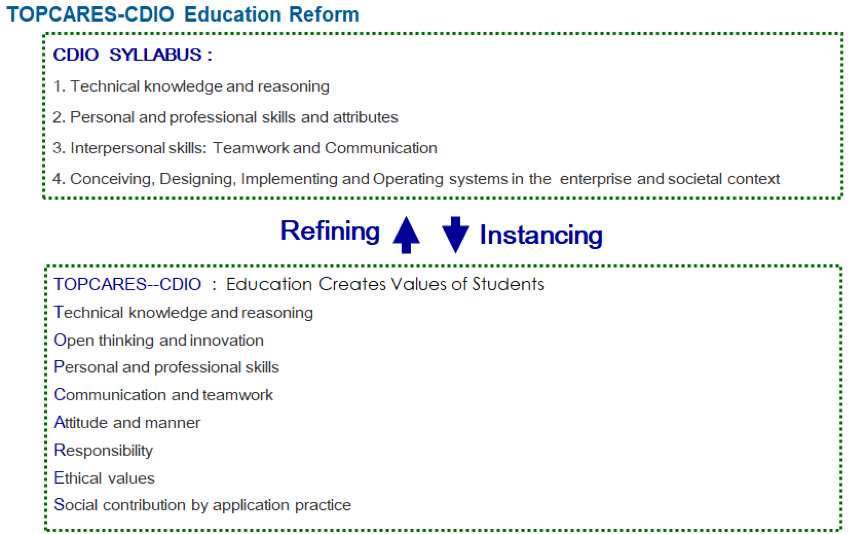 TOPCARES-CDIO Education Reform
CDIO SYLLABUS :
1. Technical knowledge and reasoning
2. Personal and professional skills and attributes
3. Interpersonal skills: Teamwork and Communication
4. Conceiving, Designing, Implementing and Operating systems in the enterprise and societal context
Refining Instancing
TOPCARES--CDIO : Education Creates Values of Students
Technical knowledge and reasoning
Open thinking and innovation
Personal and professional skills
Communication and teamwork
Attitude and manner
Responsibility
Ethical values
Social contribution by application practice